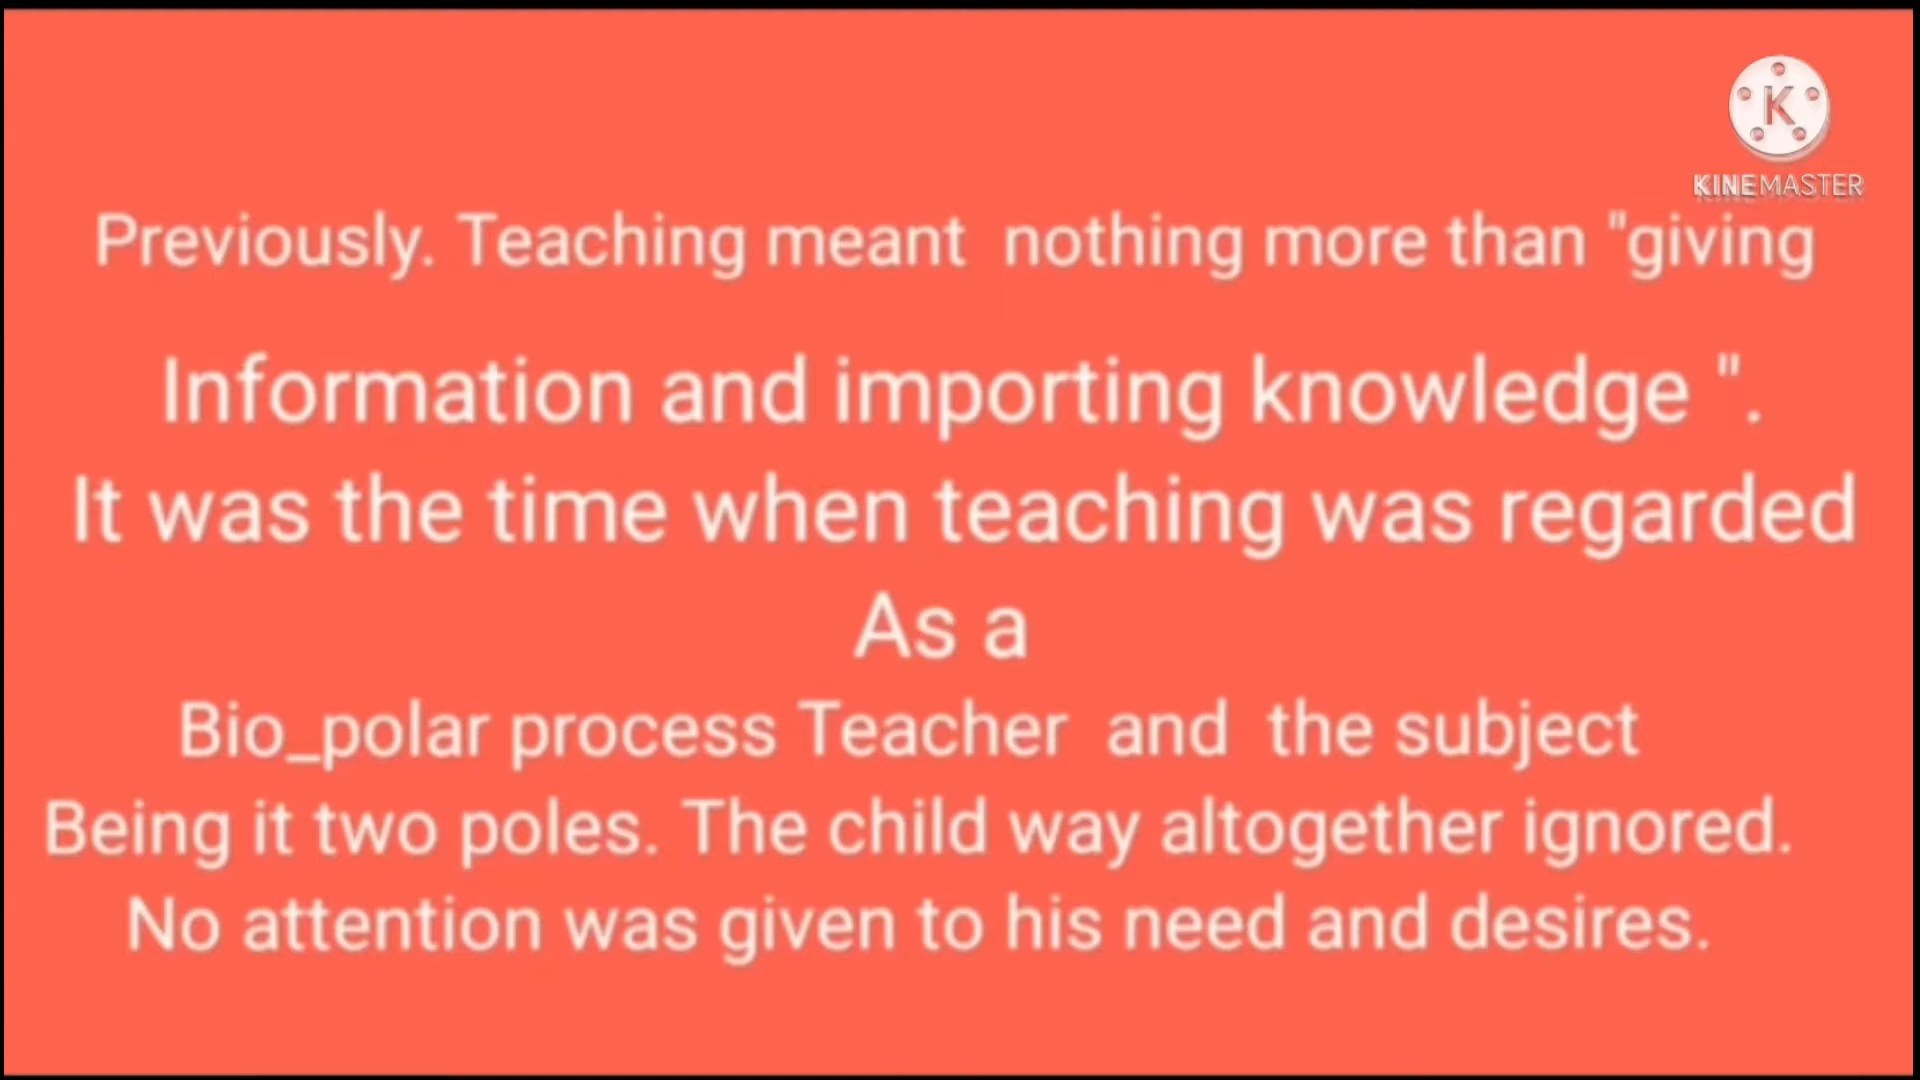 K
KINEMASTER
Previously. Teaching meant nothing more than "giving
Information and importing knowledge ".
It was the time when teaching was regarded
As a
Bio_polar process Teacher and the subject
Being it two poles. The child way altogether ignored.
No attention was given to his need and desires.